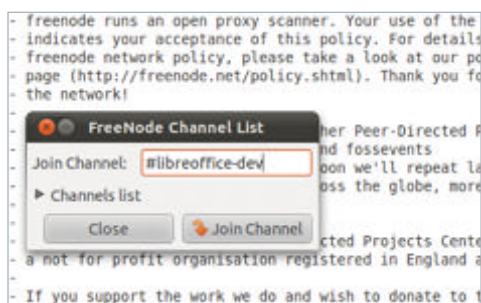 - freenode runs an open proxy scanner. Your use of the
- indicates your acceptance of this policy. For details
- freenode network policy, please take a look at our po
- page (http://freenode.net/policy.shtml). Thank you fo
- the network!
FreeNode Channel List
her Peer-Directed P
nd fossevents
Join Channel: #libreoffice-dev
oon we'll repeat la
oss the globe, more
Channels list
Close Join Channel
cted Projects Cente
- a not for profit organisation registered in England a
-
- If you support the work we do and wish to donate to t